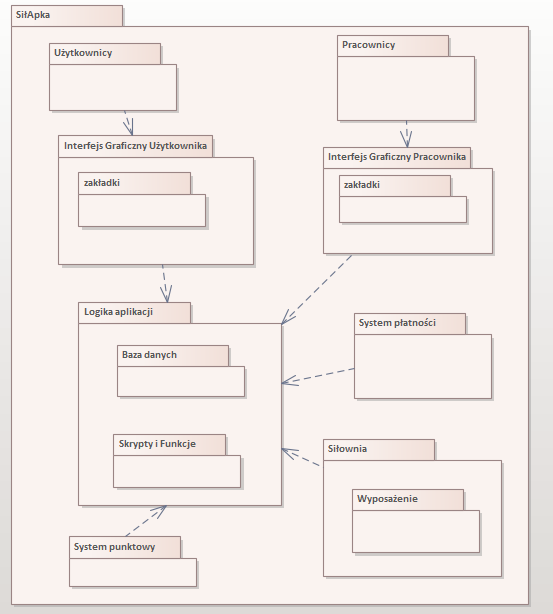 SiłApka
Użytkownicy
Pracownicy
Interfejs Graficzny Użytkownika
zakładki
Interfejs Graficzny Pracownika
zakładki
Logika aplikacji
Baza danych
Skrypty i Funkcje
System płatności
Siłownia
Wyposażenie
System punktowy